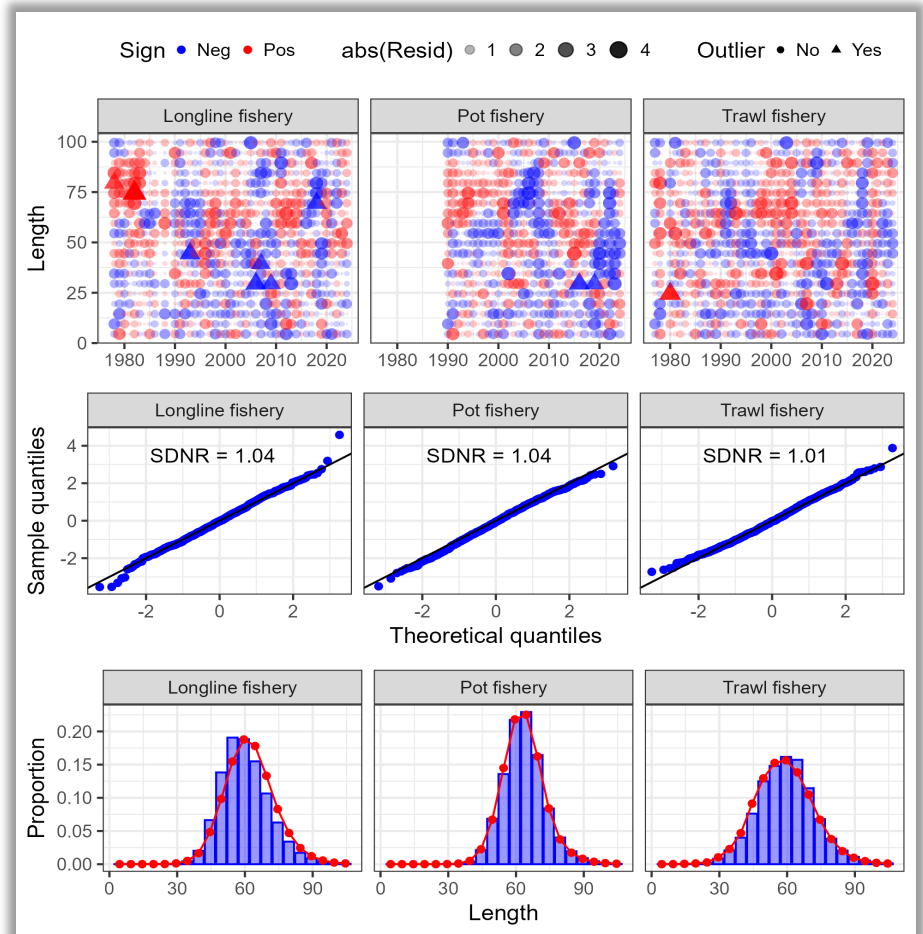 Sign Neg Pos abs(Resid) 1 2 3 4 Outlier No Yes
Longline fishery Pot fishery Trawl fishery
Length
100
75
50
25
0
1980 1990 2000 2010 2020 1980 1990 2000 2010 2020 1980 1990 2000 2010 2020
Longline fishery Pot fishery Trawl fishery
Sample quantiles
4
2
0
-2
SDNR = 1.04 SDNR = 1.04 SDNR = 1.01
-2 0 2 -2 0 2 -2 0 2
Theoretical quantiles
Longline fishery Pot fishery Trawl fishery
Proportion
0.20
0.15
0.10
0.05
0.00
0 30 60 90 0 30 60 90 0 30 60 90
Length